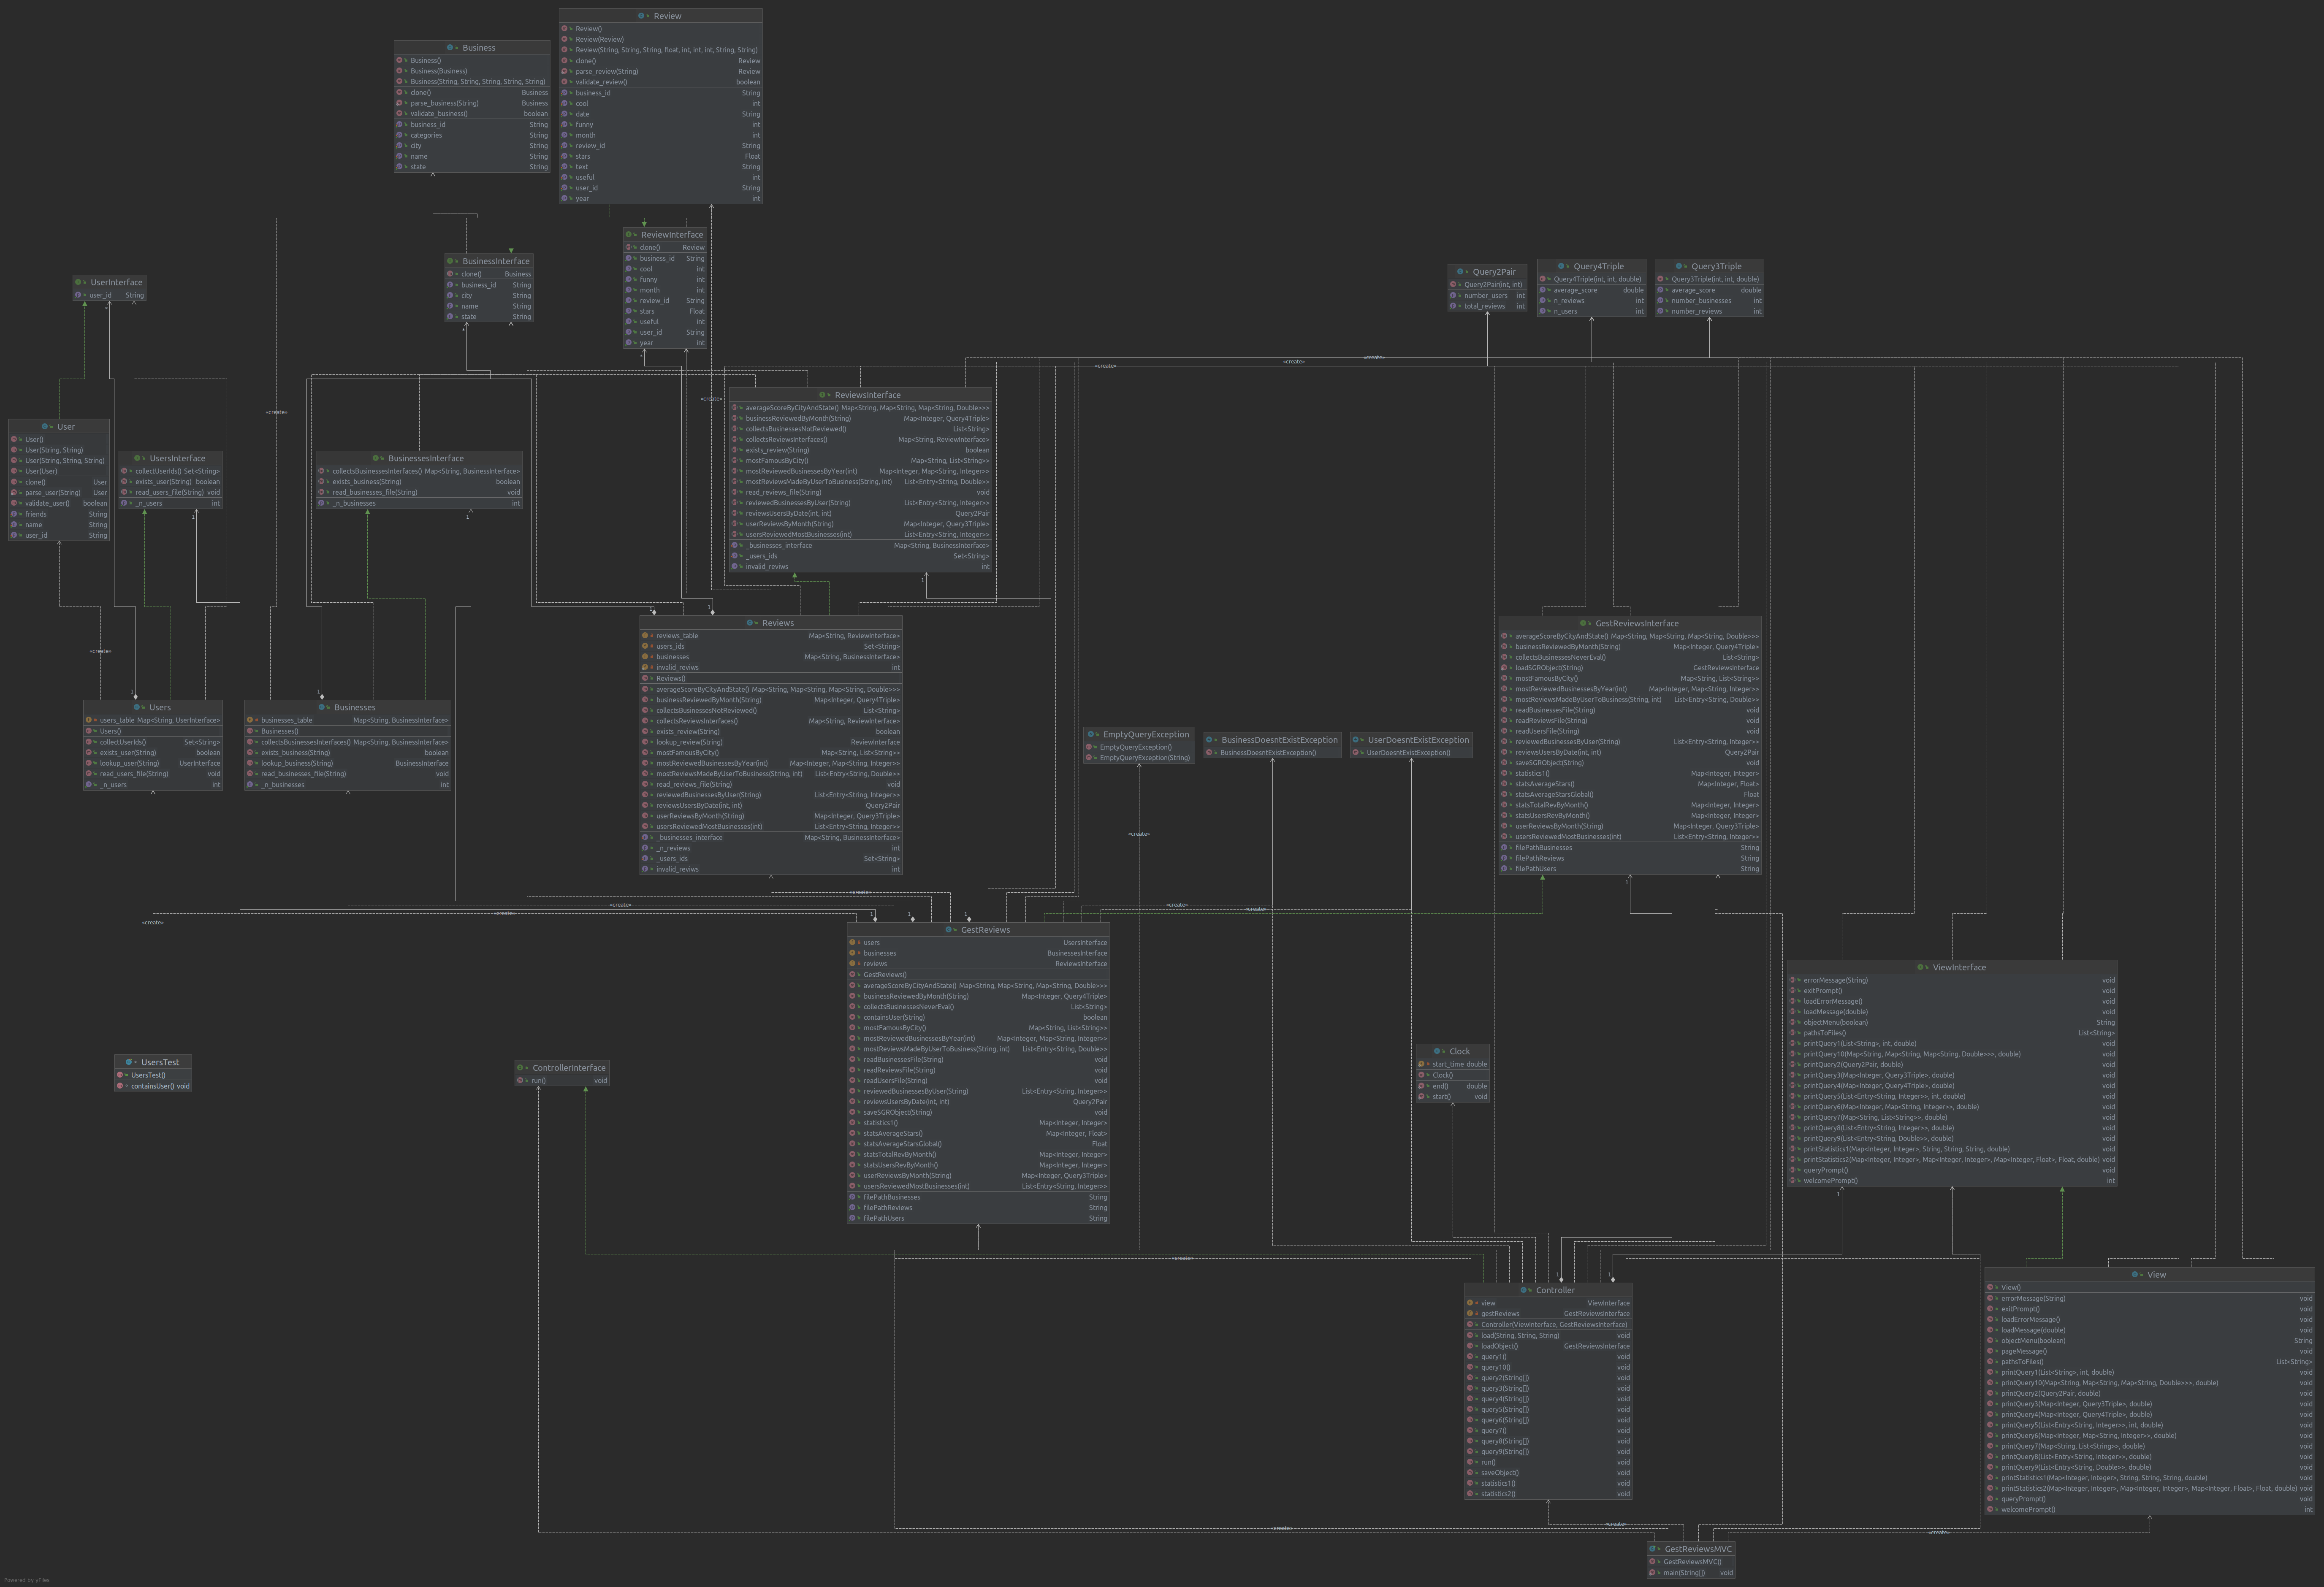 Review
Review()
Review(Review)
Review(String, String, String, float, int, int, int, String, String)
clone() Review
parse_review(String) Review
validate_review() boolean
business_id String
cool int
date String
funny int
month int
review_id String
stars Float
text String
useful int
user_id String
year int
Business
Business()
Business(Business)
Business(String, String, String, String, String)
clone() Business
parse_business(String) Business
validate_business() boolean
business_id String
categories String
city String
name String
state String
ReviewInterface
clone() Review
business_id String
cool int
funny int
month int
review_id String
stars Float
useful int
user_id String
year int
BusinessInterface
clone() Business
business_id String
city String
name String
state String
UserInterface
user_id String
Query2Pair
Query2Pair(int, int)
number_users int
total_reviews int
Query4Triple
Query4Triple(int, int, double)
average_score double
n_reviews int
n_users int
Query3Triple
Query3Triple(int, int, double)
average_score double
number_businesses int
number_reviews int
«create»
«create»
«create»
«create»
ReviewsInterface
averageScoreByCityAndState() Map<String, Map<String, Map<String, Double>>>
businessReviewedByMonth(String) Map<Integer, Query4Triple>
collectsBusinessesNotReviewed() List<String>
collectsReviewsInterfaces() Map<String, ReviewInterface>
exists_review(String) boolean
mostFamousByCity() Map<String, List<String>>
mostReviewedBusinessesByYear(int) Map<Integer, Map<String, Integer>>
mostReviewsMadeByUserToBusiness(String, int) List<Entry<String, Double>>
read_reviews_file(String) void
reviewedBusinessesByUser(String) List<Entry<String, Integer>>
reviewsUsersByDate(int, int) Query2Pair
userReviewsByMonth(String) Map<Integer, Query3Triple>
usersReviewedMostBusinesses(int) List<Entry<String, Integer>>
_businesses_interface Map<String, BusinessInterface>
_users_ids Set<String>
invalid_reviws int
User
User()
User(String, String)
User(String, String, String)
User(User)
clone() User
parse_user(String) User
validate_user() boolean
friends String
name String
user_id String
UsersInterface
collectUserIds() Set<String>
exists_user(String) boolean
read_users_file(String) void
_n_users int
BusinessesInterface
collectsBusinessesInterfaces() Map<String, BusinessInterface>
exists_business(String) boolean
read_businesses_file(String) void
_n_businesses int
Reviews
reviews_table Map<String, ReviewInterface>
users_ids Set<String>
businesses Map<String, BusinessInterface>
invalid_reviws int
Reviews()
averageScoreByCityAndState() Map<String, Map<String, Map<String, Double>>>
businessReviewedByMonth(String) Map<Integer, Query4Triple>
collectsBusinessesNotReviewed() List<String>
collectsReviewsInterfaces() Map<String, ReviewInterface>
exists_review(String) boolean
lookup_review(String) ReviewInterface
mostFamousByCity() Map<String, List<String>>
mostReviewedBusinessesByYear(int) Map<Integer, Map<String, Integer>>
mostReviewsMadeByUserToBusiness(String, int) List<Entry<String, Double>>
read_reviews_file(String) void
reviewedBusinessesByUser(String) List<Entry<String, Integer>>
reviewsUsersByDate(int, int) Query2Pair
userReviewsByMonth(String) Map<Integer, Query3Triple>
usersReviewedMostBusinesses(int) List<Entry<String, Integer>>
_businesses_interface Map<String, BusinessInterface>
_n_reviews int
_users_ids Set<String>
invalid_reviws int
GestReviewsInterface
averageScoreByCityAndState() Map<String, Map<String, Map<String, Double>>>
businessReviewedByMonth(String) Map<Integer, Query4Triple>
collectsBusinessesNeverEval() List<String>
loadSGRObject(String) GestReviewsInterface
mostFamousByCity() Map<String, List<String>>
mostReviewedBusinessesByYear(int) Map<Integer, Map<String, Integer>>
mostReviewsMadeByUserToBusiness(String, int) List<Entry<String, Double>>
readBusinessesFile(String) void
readReviewsFile(String) void
readUsersFile(String) void
reviewedBusinessesByUser(String) List<Entry<String, Integer>>
reviewsUsersByDate(int, int) Query2Pair
saveSGRObject(String) void
statistics1() Map<Integer, Integer>
statsAverageStars() Map<Integer, Float>
statsAverageStarsGlobal() Float
statsTotalRevByMonth() Map<Integer, Integer>
statsUsersRevByMonth() Map<Integer, Integer>
userReviewsByMonth(String) Map<Integer, Query3Triple>
usersReviewedMostBusinesses(int) List<Entry<String, Integer>>
filePathBusinesses String
filePathReviews String
filePathUsers String
«create»
Users
users_table Map<String, UserInterface>
Users()
collectUserIds() Set<String>
exists_user(String) boolean
lookup_user(String) UserInterface
read_users_file(String) void
_n_users int
Businesses
businesses_table Map<String, BusinessInterface>
Businesses()
collectsBusinessesInterfaces() Map<String, BusinessInterface>
exists_business(String) boolean
lookup_business(String) BusinessInterface
read_businesses_file(String) void
_n_businesses int
EmptyQueryException
EmptyQueryException()
EmptyQueryException(String)
BusinessDoesntExistException
BusinessDoesntExistException()
UserDoesntExistException
UserDoesntExistException()
«create»
«create»
«create»
«create»
«create»
«create»
«create»
GestReviews
users UsersInterface
businesses BusinessesInterface
reviews ReviewsInterface
GestReviews()
averageScoreByCityAndState() Map<String, Map<String, Map<String, Double>>>
businessReviewedByMonth(String) Map<Integer, Query4Triple>
collectsBusinessesNeverEval() List<String>
containsUser(String) boolean
mostFamousByCity() Map<String, List<String>>
mostReviewedBusinessesByYear(int) Map<Integer, Map<String, Integer>>
mostReviewsMadeByUserToBusiness(String, int) List<Entry<String, Double>>
readBusinessesFile(String) void
readReviewsFile(String) void
readUsersFile(String) void
reviewedBusinessesByUser(String) List<Entry<String, Integer>>
reviewsUsersByDate(int, int) Query2Pair
saveSGRObject(String) void
statistics1() Map<Integer, Integer>
statsAverageStars() Map<Integer, Float>
statsAverageStarsGlobal() Float
statsTotalRevByMonth() Map<Integer, Integer>
statsUsersRevByMonth() Map<Integer, Integer>
userReviewsByMonth(String) Map<Integer, Query3Triple>
usersReviewedMostBusinesses(int) List<Entry<String, Integer>>
filePathBusinesses String
filePathReviews String
filePathUsers String
ViewInterface
errorMessage(String) void
exitPrompt() void
loadErrorMessage() void
loadMessage(double) void
objectMenu(boolean) String
pathsToFiles() List<String>
printQuery1(List<String>, int, double) void
printQuery10(Map<String, Map<String, Map<String, Double>>>, double) void
printQuery2(Query2Pair, double) void
printQuery3(Map<Integer, Query3Triple>, double) void
printQuery4(Map<Integer, Query4Triple>, double) void
printQuery5(List<Entry<String, Integer>>, int, double) void
printQuery6(Map<Integer, Map<String, Integer>>, double) void
printQuery7(Map<String, List<String>>, double) void
printQuery8(List<Entry<String, Integer>>, double) void
printQuery9(List<Entry<String, Double>>, double) void
printStatistics1(Map<Integer, Integer>, String, String, String, double) void
printStatistics2(Map<Integer, Integer>, Map<Integer, Integer>, Map<Integer, Float>, Float, double) void
queryPrompt() void
welcomePrompt() int
UsersTest
UsersTest()
containsUser() void
ControllerInterface
run() void
Clock
start_time double
Clock()
end() double
start() void
«create»
Controller
view ViewInterface
gestReviews GestReviewsInterface
Controller(ViewInterface, GestReviewsInterface)
load(String, String, String) void
loadObject() GestReviewsInterface
query1() void
query10() void
query2(String[]) void
query3(String[]) void
query4(String[]) void
query5(String[]) void
query6(String[]) void
query7() void
query8(String[]) void
query9(String[]) void
run() void
saveObject() void
statistics1() void
statistics2() void
View
View()
errorMessage(String) void
exitPrompt() void
loadErrorMessage() void
loadMessage(double) void
objectMenu(boolean) String
pageMessage() void
pathsToFiles() List<String>
printQuery1(List<String>, int, double) void
printQuery10(Map<String, Map<String, Map<String, Double>>>, double) void
printQuery2(Query2Pair, double) void
printQuery3(Map<Integer, Query3Triple>, double) void
printQuery4(Map<Integer, Query4Triple>, double) void
printQuery5(List<Entry<String, Integer>>, int, double) void
printQuery6(Map<Integer, Map<String, Integer>>, double) void
printQuery7(Map<String, List<String>>, double) void
printQuery8(List<Entry<String, Integer>>, double) void
printQuery9(List<Entry<String, Double>>, double) void
printStatistics1(Map<Integer, Integer>, String, String, String, double) void
printStatistics2(Map<Integer, Integer>, Map<Integer, Integer>, Map<Integer, Float>, Float, double) void
queryPrompt() void
welcomePrompt() int
«create»
«create»
«create»
GestReviewsMVC
GestReviewsMVC()
main(String[]) void
Powered by yFiles